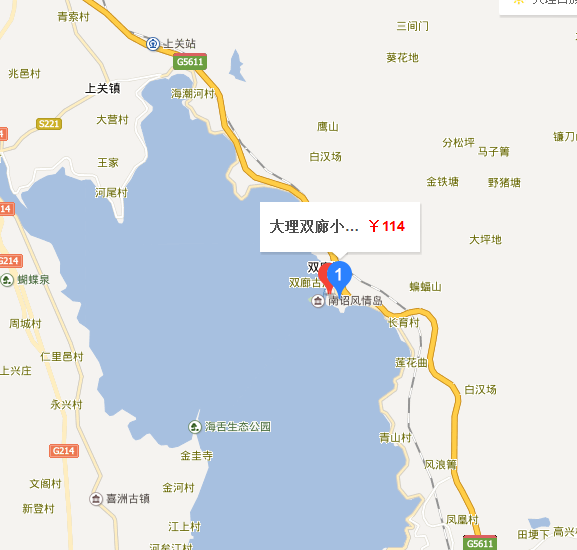 青索村
三间门
上关站
G5611
葵花地
兆邑村
上关镇
海潮河村
S221
大营村
鹰山
分松坪
马子箐
镰刀
王家
白汉场
河尾村
金铁塘
野猪塘
214
大理双廊小... ￥114
大坪地
G214
双廊
1
蝴蝶泉
双廊古
蝙蝠山
南诏风情岛
周城村
长育村
仁里邑村
上兴庄
莲花曲
永兴村
白汉场
海舌生态公园
青山村
G214
金圭寺
风浪箐
文阁村
金河村
喜洲古镇
新登村
凤凰村
江上村
田埂下
高兴村
河矣江村
G5611